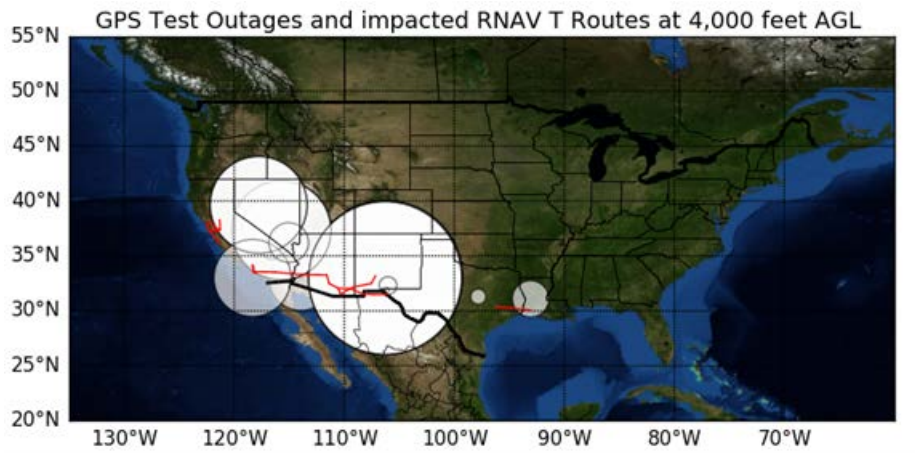 GPS Test Outages and impacted RNAV T Routes at 4,000 feet AGL
55°N
50°N
45°N
40°N
35°N
30°N
25°N
20°N
130°W 120°W 110°W 100°W 90°W 80°W 70°W